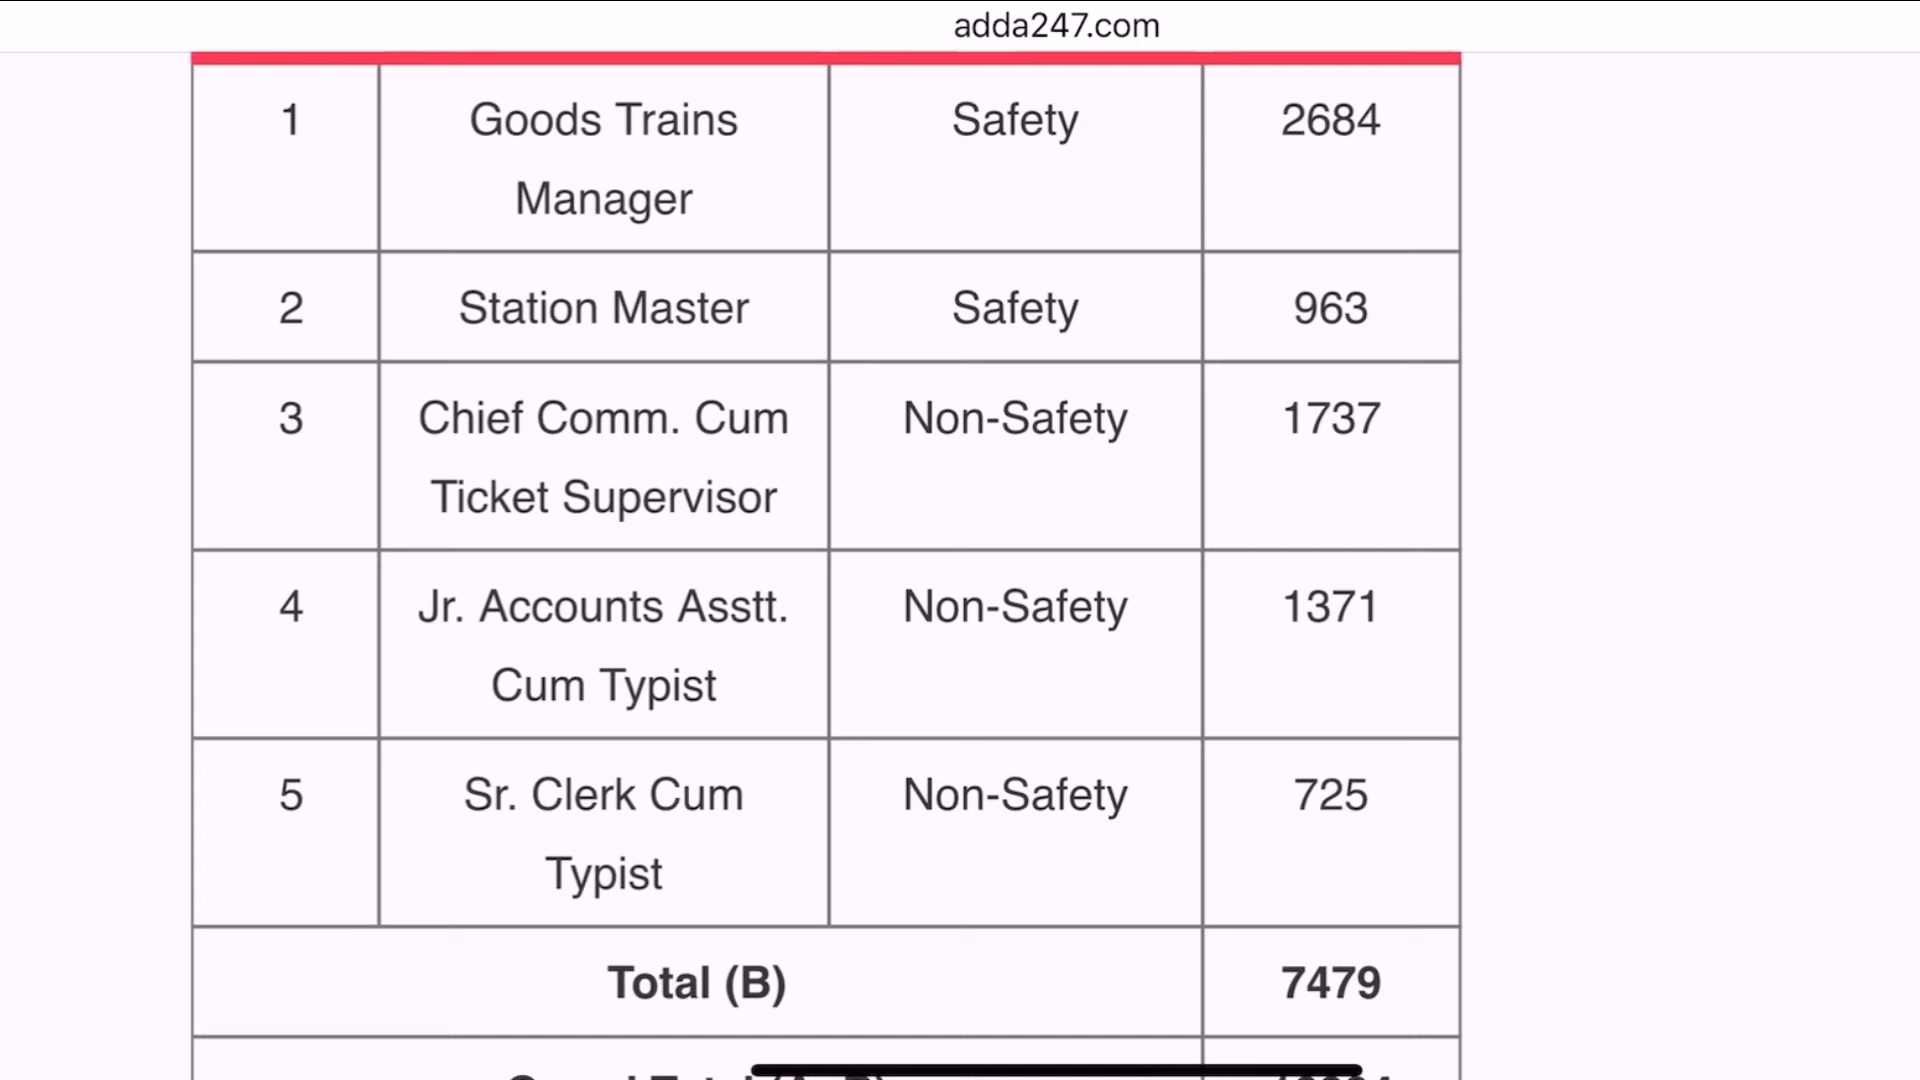 adda247.com
1 Goods Trains Safety 2684
Manager
2 Station Master Safety 963
3 Chief Comm. Cum Non-Safety 1737
Ticket Supervisor
4 Jr. Accounts Asstt. Non-Safety 1371
Cum Typist
5 Sr. Clerk Cum Non-Safety 725
Typist
Total (B) 7479